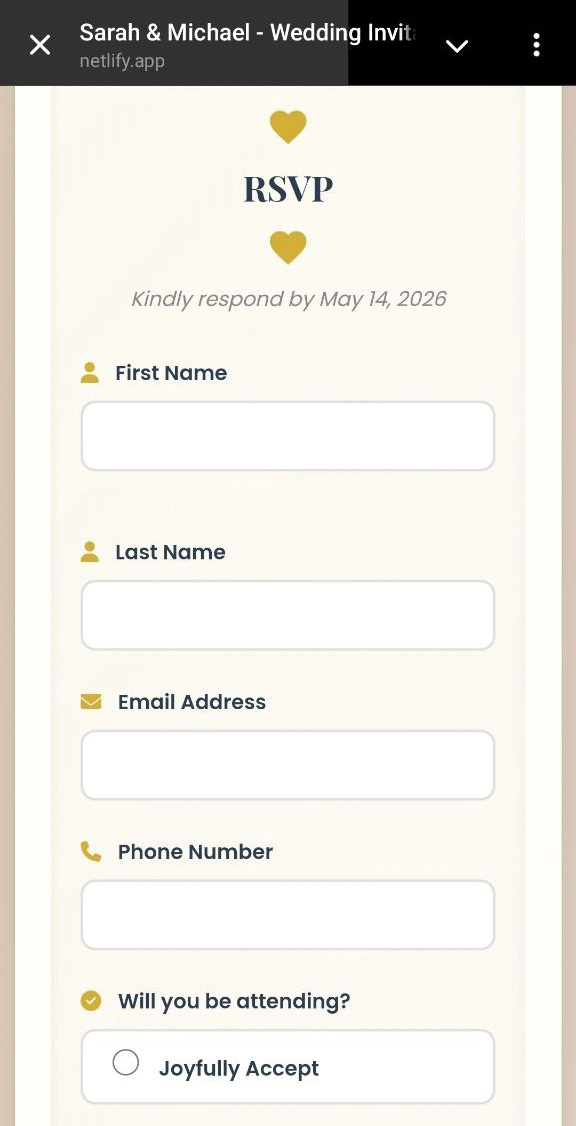 Sarah & Michael - Wedding Invit
netlify.app
RSVP
Kindly respond by May 14, 2026
First Name
Last Name
Email Address
Phone Number
Will you be attending?
Joyfully Accept